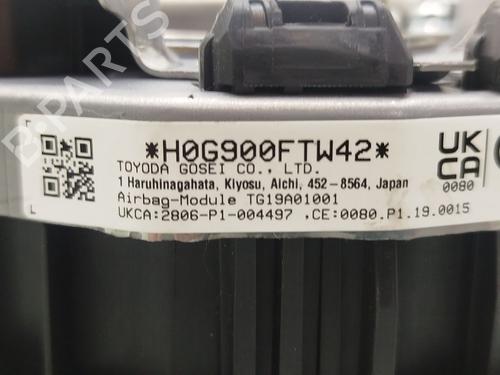 *H0G900FTW42*
TOYODA GOSEI CO., LTD.
1 Haruhinagahata, Kiyosu, Aichi, 452-8564, Japan
Airbag-Module TG19A01001
UKCA:2806-P1-004497 ,CE:0080.P1.19.0015
UK
CA
0080
B-PARTS